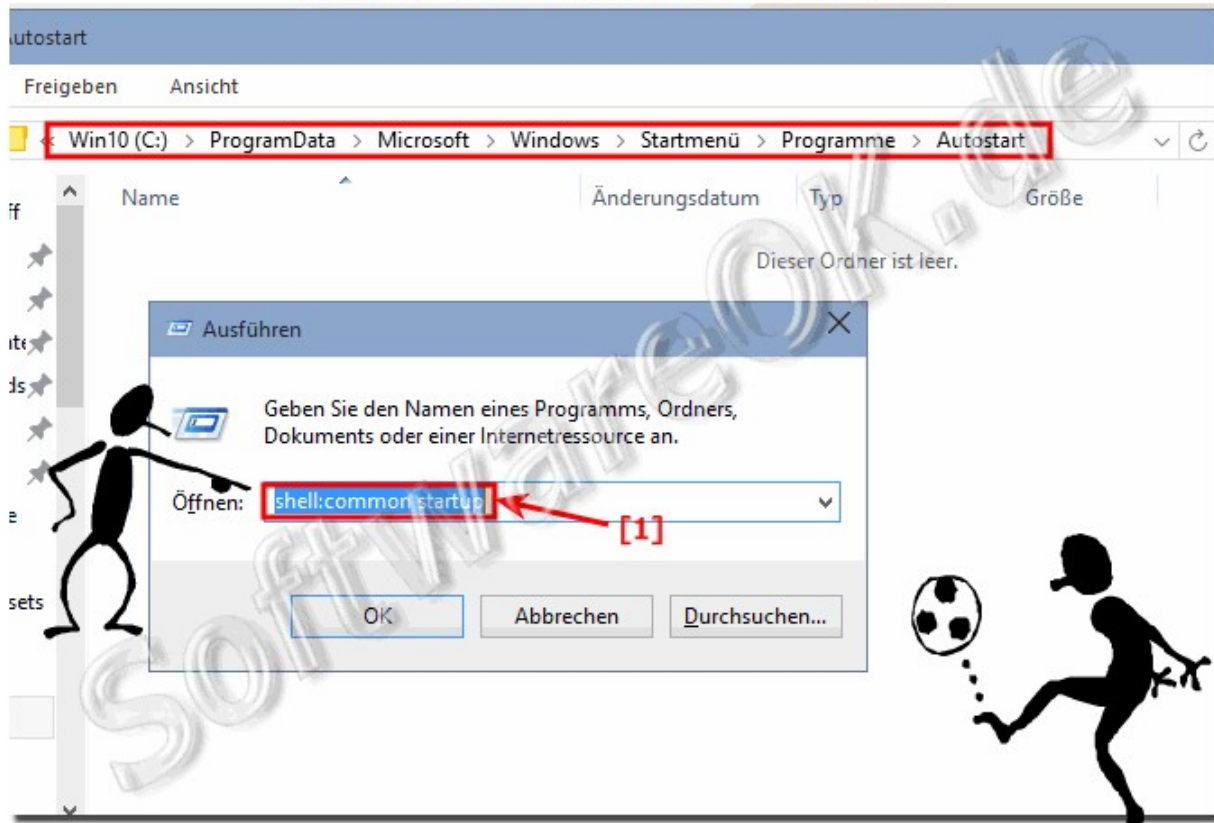 Autostart
Freigeben Ansicht
« Win10 (C:) > ProgramData > Microsoft > Windows > Startmenü > Programme > Autostart
Name Änderungsdatum Typ Größe
Dieser Ordner ist leer.
Ausführen
Geben Sie den Namen eines Programms, Ordners,
Dokuments oder einer Internetressource an.
Öffnen: shell:common startup
[1]
sets
OK Abbrechen Durchsuchen...
SoftwareOK.de